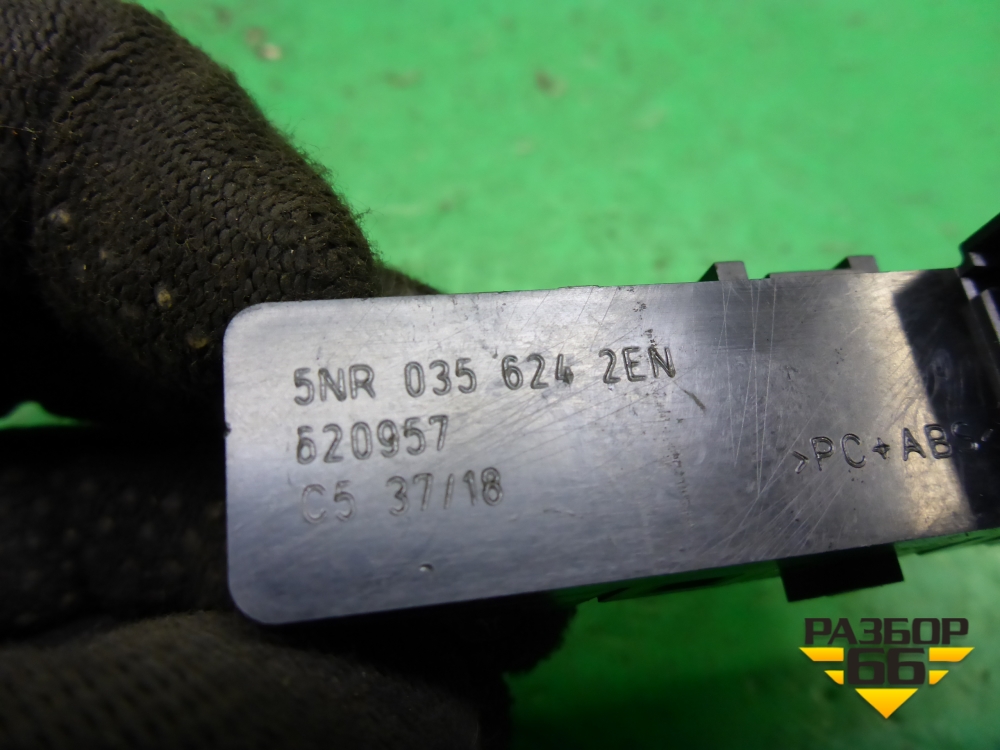 5NR 035 624 2EN
620957
C5 37/18
>PC+ABS<
РАЗБОР
66